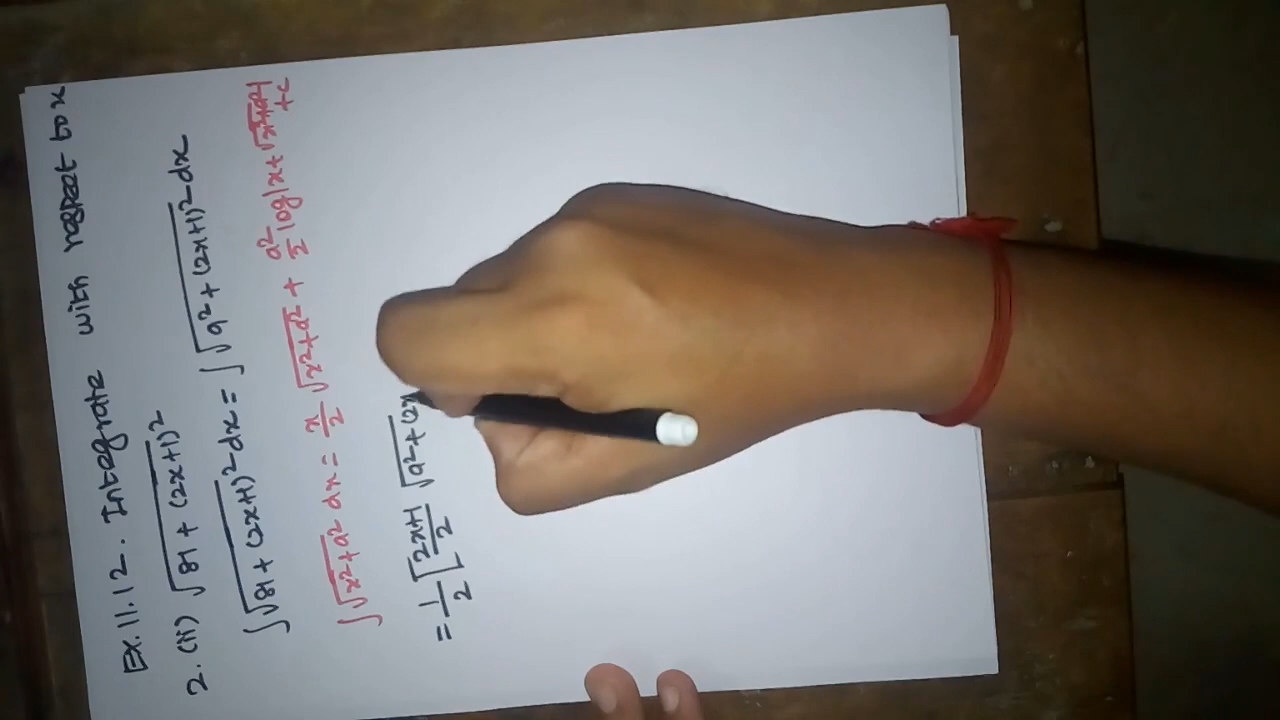 Ex.11.12. Integrate with respect to x
2. (ii) √81 + (2x+1)²
∫√81 + (2x+1)² dx = ∫√9² + (2x+1)² dx
∫√x²+a² dx = x/2 √x²+a² + a²/2 log|x+√x²+a²| + c
= 1/2 [ 2x+1/2 √9² + (2x